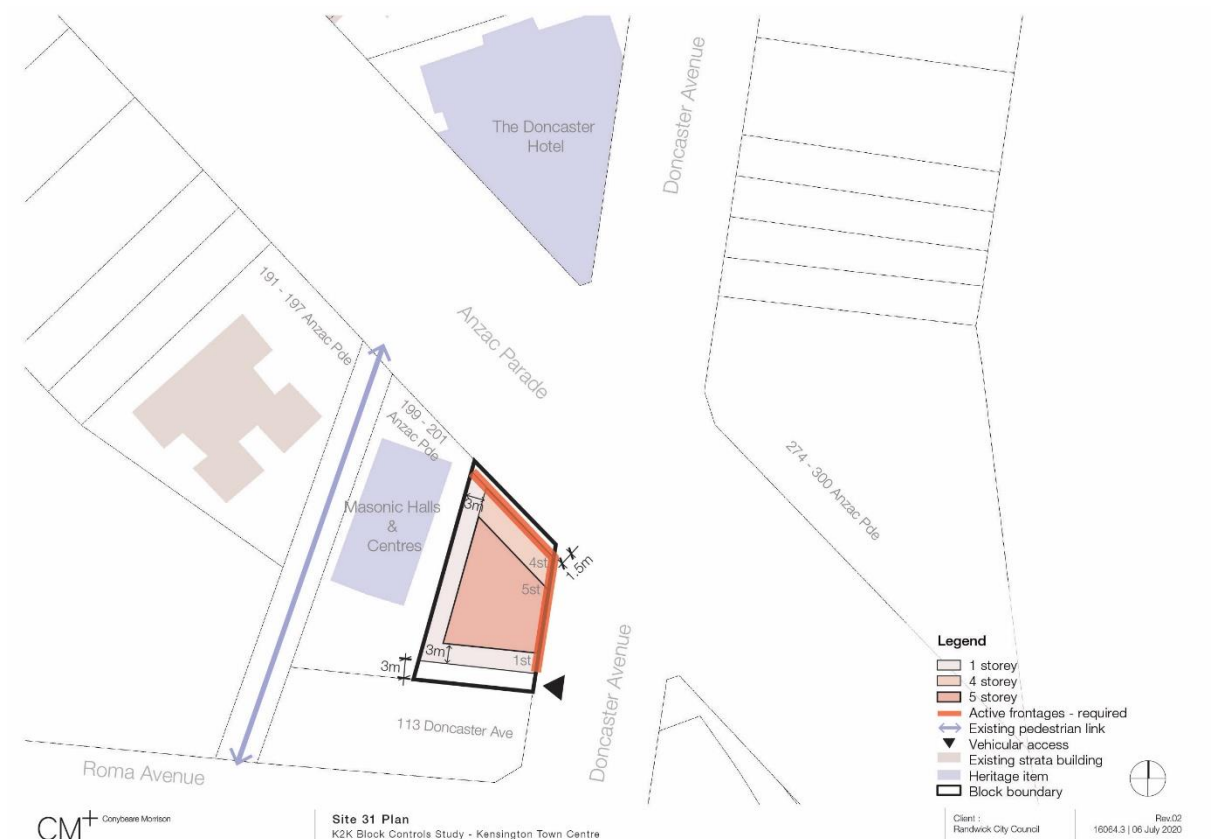 The Doncaster
Hotel
Doncaster Avenue
191 - 197 Anzac Pde
Anzac Parade
199 - 201
Anzac Pde
274 - 300 Anzac Pde
Masonic Halls
&
Centres
3m
4st
1.5m
5st
3m
1st
3m
113 Doncaster Ave
Doncaster Avenue
Roma Avenue
Legend
1 storey
4 storey
5 storey
Active frontages - required
Existing pedestrian link
Vehicular access
Existing strata building
Heritage item
Block boundary
CM+ Conybeare Morrison
Site 31 Plan
K2K Block Controls Study - Kensington Town Centre
Client :
Randwick City Council
Rev.02
16064.3 | 06 July 2020